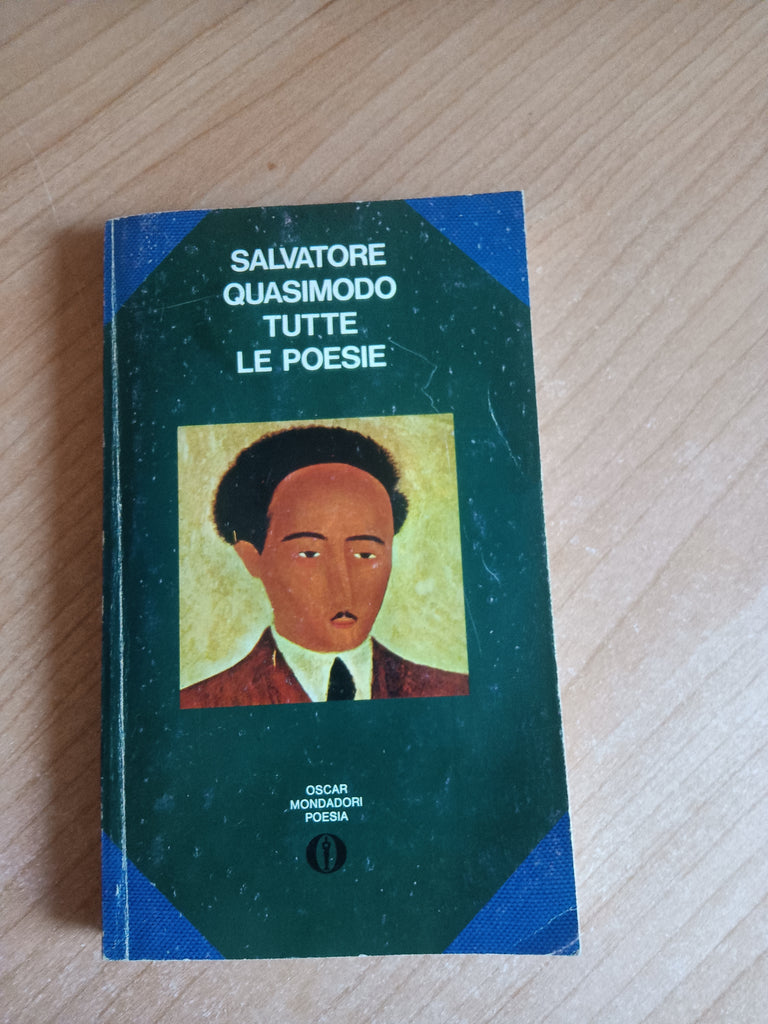 SALVATORE
QUASIMODO
TUTTE
LE POESIE
OSCAR
MONDADORI
POESIA